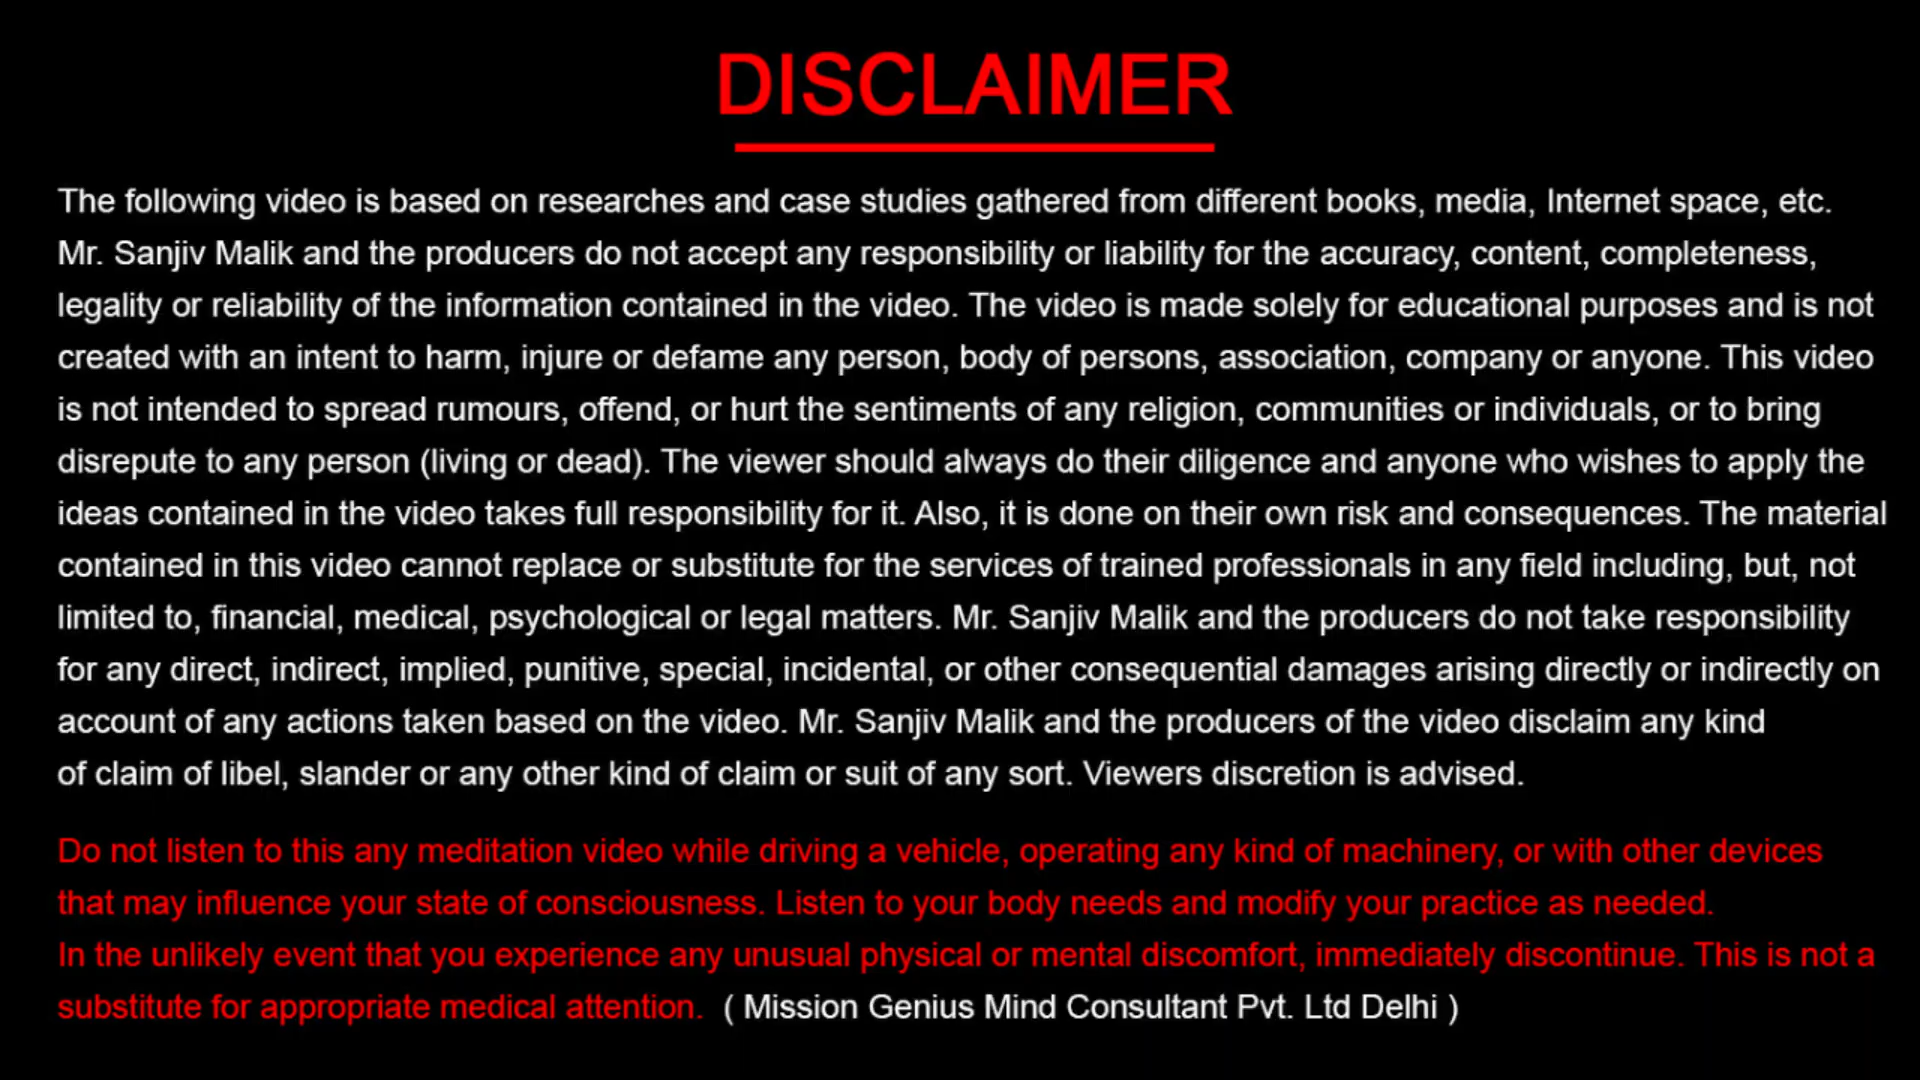 DISCLAIMER
The following video is based on researches and case studies gathered from different books, media, Internet space, etc.
Mr. Sanjiv Malik and the producers do not accept any responsibility or liability for the accuracy, content, completeness,
legality or reliability of the information contained in the video. The video is made solely for educational purposes and is not
created with an intent to harm, injure or defame any person, body of persons, association, company or anyone. This video
is not intended to spread rumours, offend, or hurt the sentiments of any religion, communities or individuals, or to bring
disrepute to any person (living or dead). The viewer should always do their diligence and anyone who wishes to apply the
ideas contained in the video takes full responsibility for it. Also, it is done on their own risk and consequences. The material
contained in this video cannot replace or substitute for the services of trained professionals in any field including, but, not
limited to, financial, medical, psychological or legal matters. Mr. Sanjiv Malik and the producers do not take responsibility
for any direct, indirect, implied, punitive, special, incidental, or other consequential damages arising directly or indirectly on
account of any actions taken based on the video. Mr. Sanjiv Malik and the producers of the video disclaim any kind
of claim of libel, slander or any other kind of claim or suit of any sort. Viewers discretion is advised.
Do not listen to this any meditation video while driving a vehicle, operating any kind of machinery, or with other devices
that may influence your state of consciousness. Listen to your body needs and modify your practice as needed.
In the unlikely event that you experience any unusual physical or mental discomfort, immediately discontinue. This is not a
substitute for appropriate medical attention. ( Mission Genius Mind Consultant Pvt. Ltd Delhi )